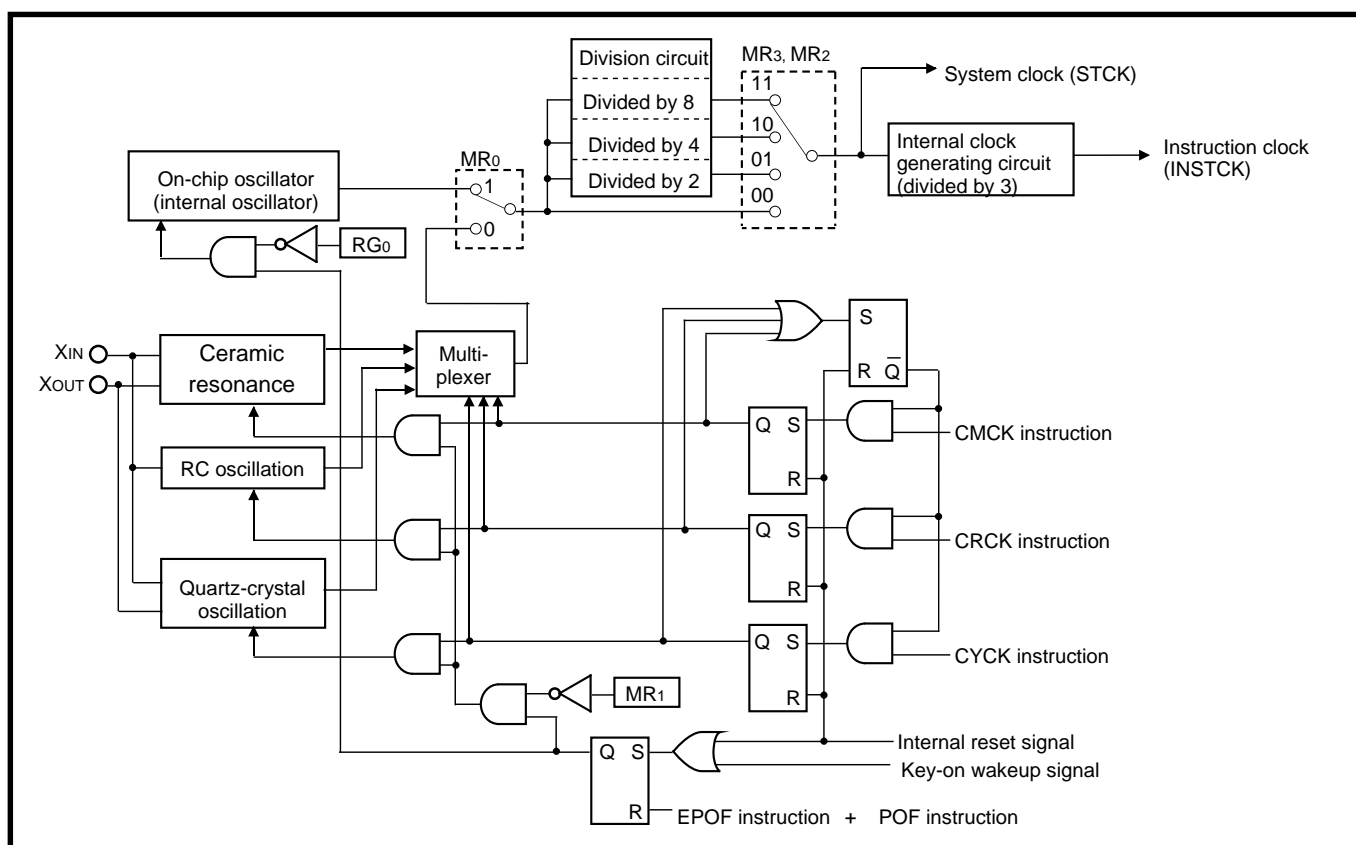 Division circuit
MR3, MR2
System clock (STCK)
11
Divided by 8
10
Divided by 4
Internal clock
generating circuit
(divided by 3)
Instruction clock
(INSTCK)
MR0
01
On-chip oscillator
(internal oscillator)
1
Divided by 2
00
0
RG0
XIN
Ceramic
resonance
Multi-
plexer
S
XOUT
R Q
Q S
CMCK instruction
RC oscillation
R
Q S
CRCK instruction
Quartz-crystal
oscillation
R
Q S
CYCK instruction
MR1
R
Q S
Internal reset signal
Key-on wakeup signal
R
EPOF instruction + POF instruction